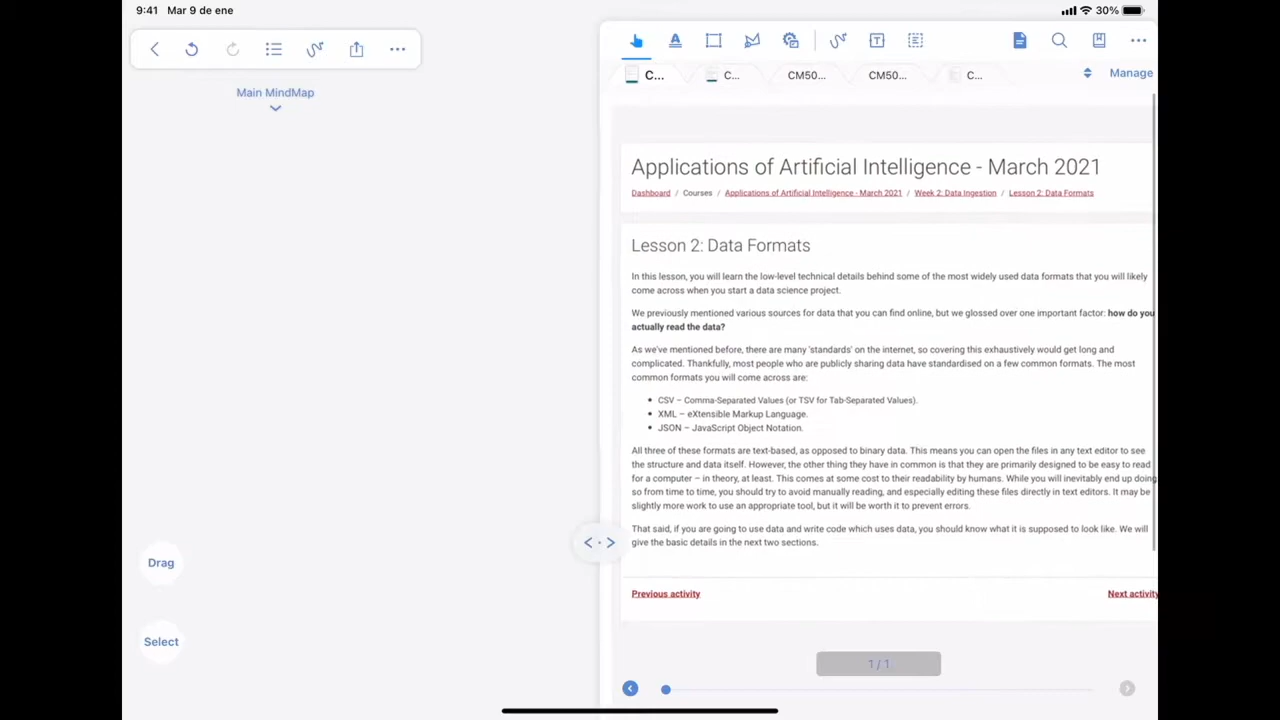 9:41 Mar 9 de ene
30%
Main MindMap
C...
C...
CM50...
CM50...
C...
Manage
Applications of Artificial Intelligence - March 2021
Dashboard / Courses / Applications of Artificial Intelligence - March 2021 / Week 2: Data Ingestion / Lesson 2: Data Formats
Lesson 2: Data Formats
In this lesson, you will learn the low-level technical details behind some of the most widely used data formats that you will likely
come across when you start a data science project.
We previously mentioned various sources for data that you can find online, but we glossed over one important factor: how do you
actually read the data?
As we've mentioned before, there are many 'standards' on the internet, so covering this exhaustively would get long and
complicated. Thankfully, most people who are publicly sharing data have standardised on a few common formats. The most
common formats you will come across are:
• CSV – Comma-Separated Values (or TSV for Tab-Separated Values).
• XML – eXtensible Markup Language.
• JSON – JavaScript Object Notation.
All three of these formats are text-based, as opposed to binary data. This means you can open the files in any text editor to see
the structure and data itself. However, the other thing they have in common is that they are primarily designed to be easy to read
for a computer – in theory, at least. This comes at some cost to their readability by humans. While you will inevitably end up doing
so from time to time, you should try to avoid manually reading, and especially editing these files directly in text editors. It may be
slightly more work to use an appropriate tool, but it will be worth it to prevent errors.
That said, if you are going to use data and write code which uses data, you should know what it is supposed to look like. We will
give the basic details in the next two sections.
Previous activity
Next activity
Drag
Select
1 / 1